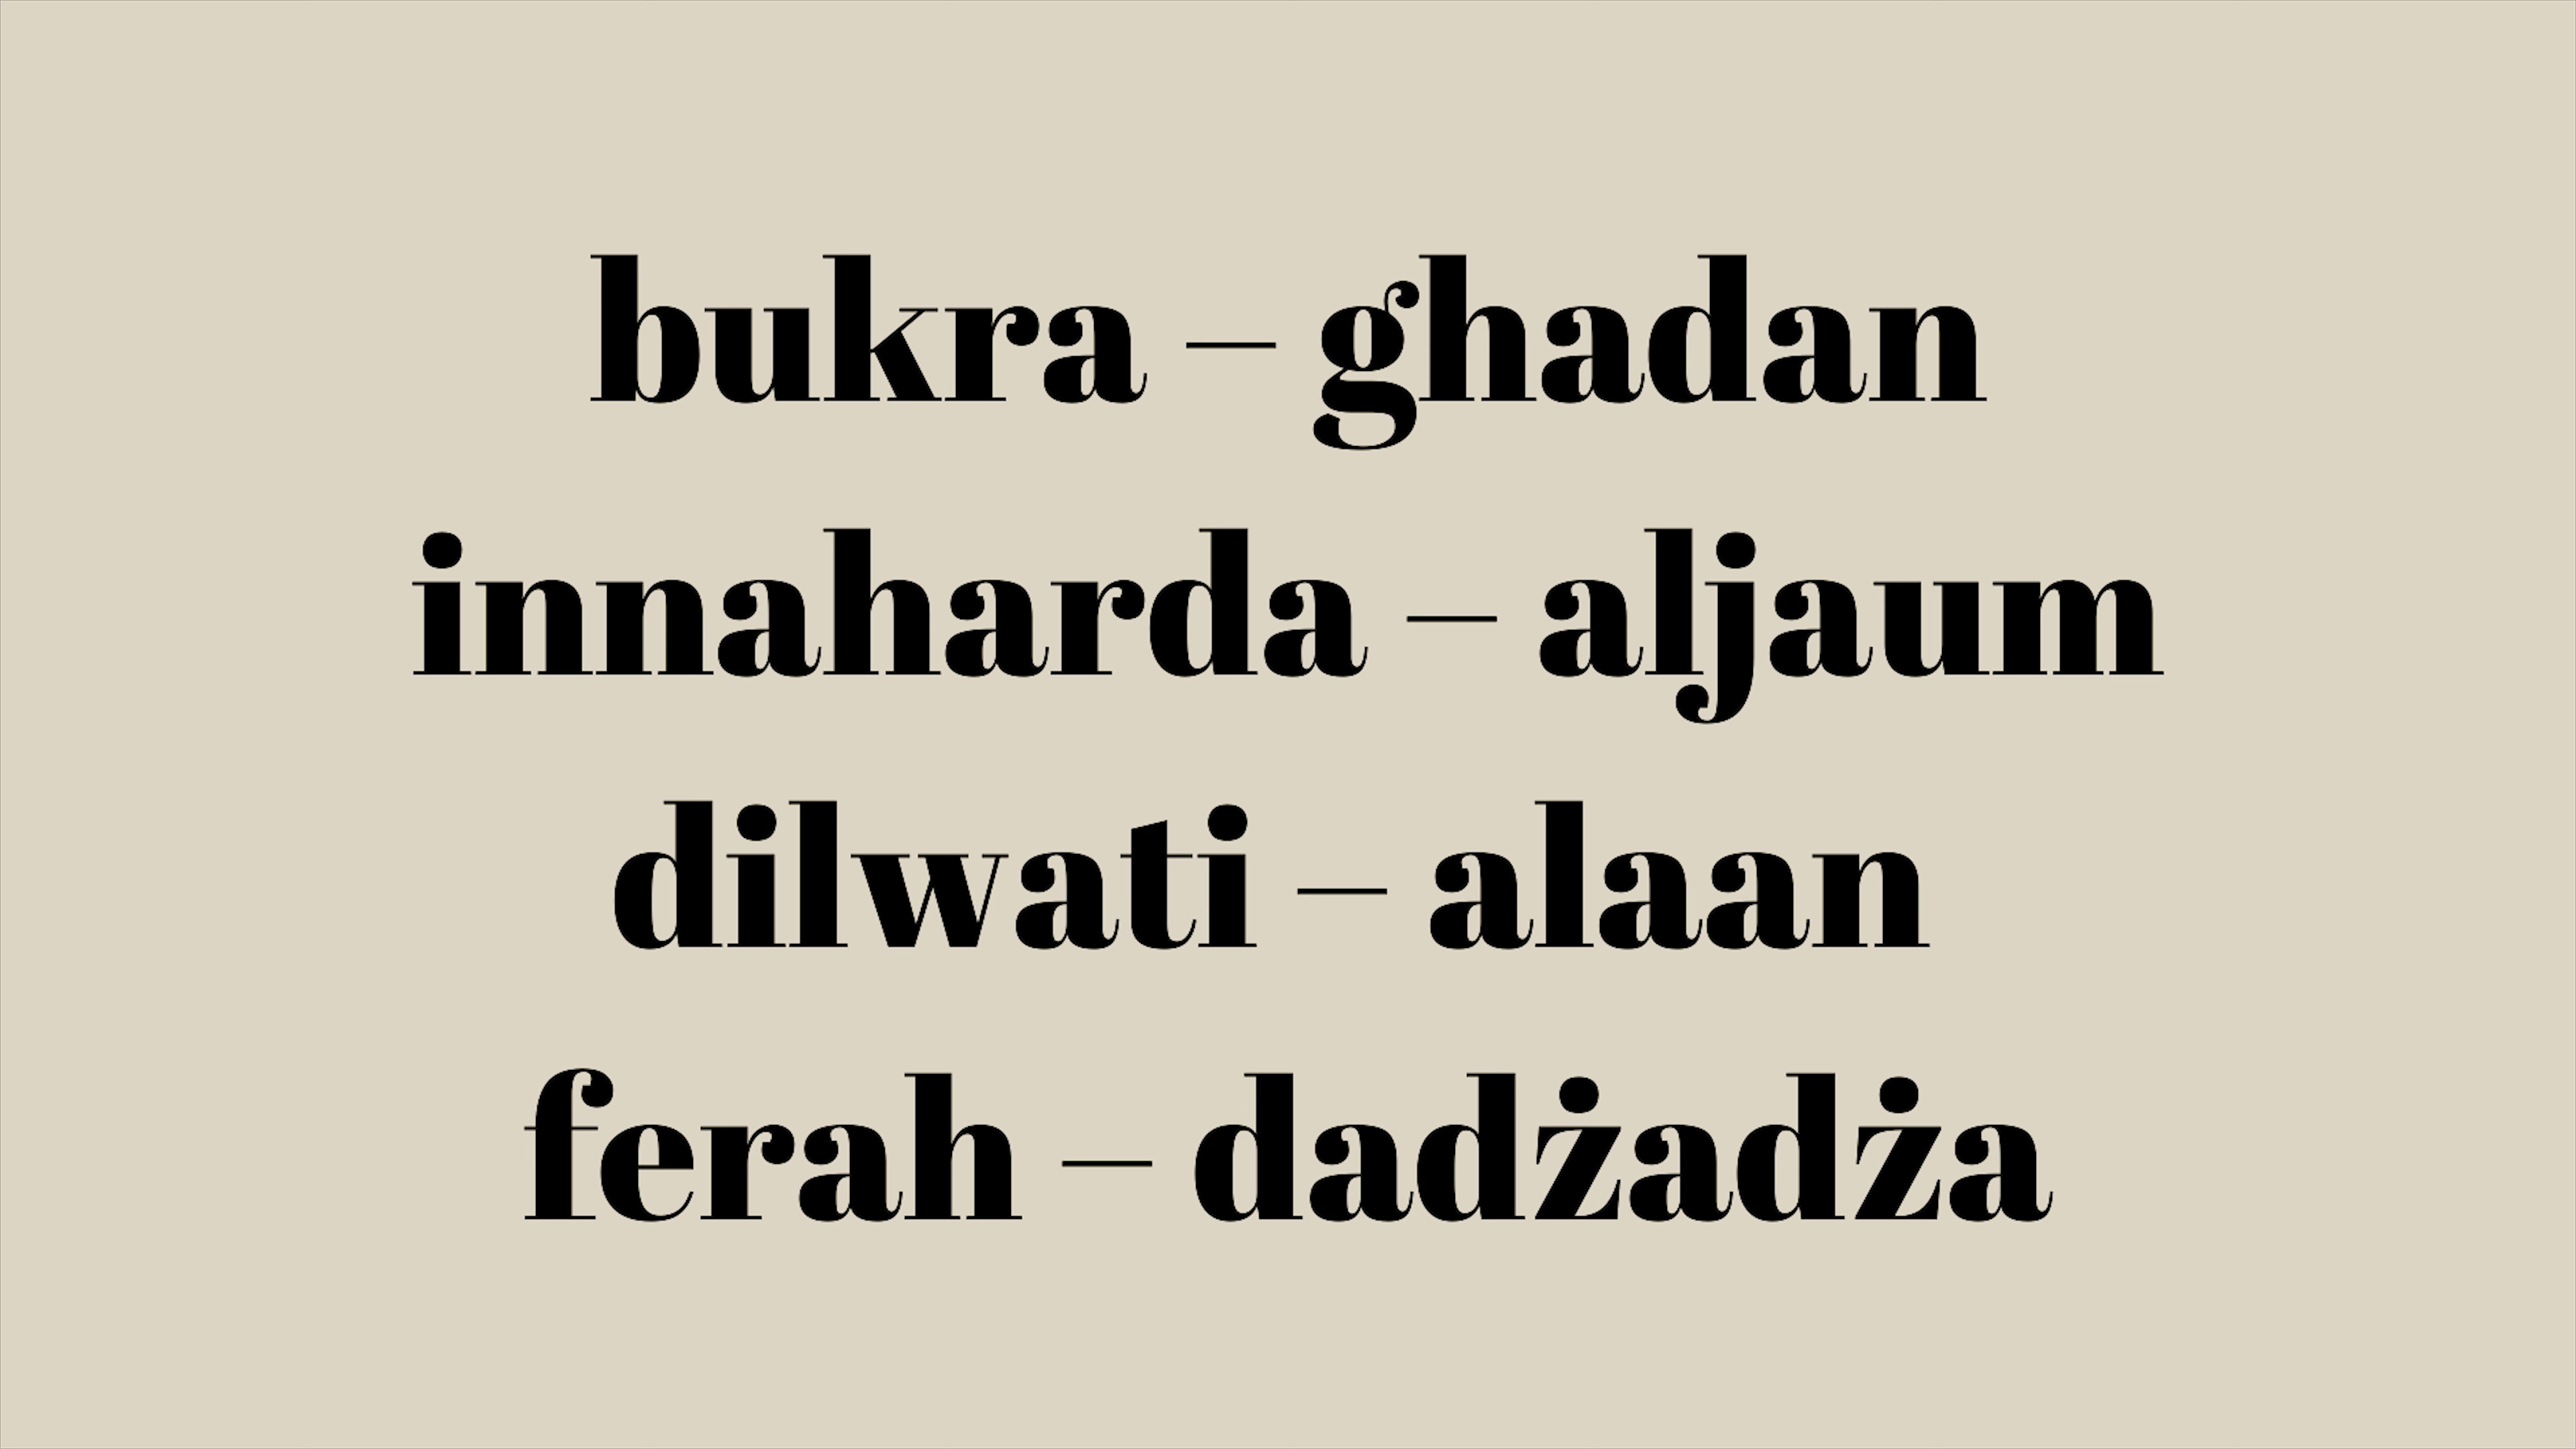 bukra – ghadan
innaharda – aljaum
dilwati – alaan
ferah – dadżadża